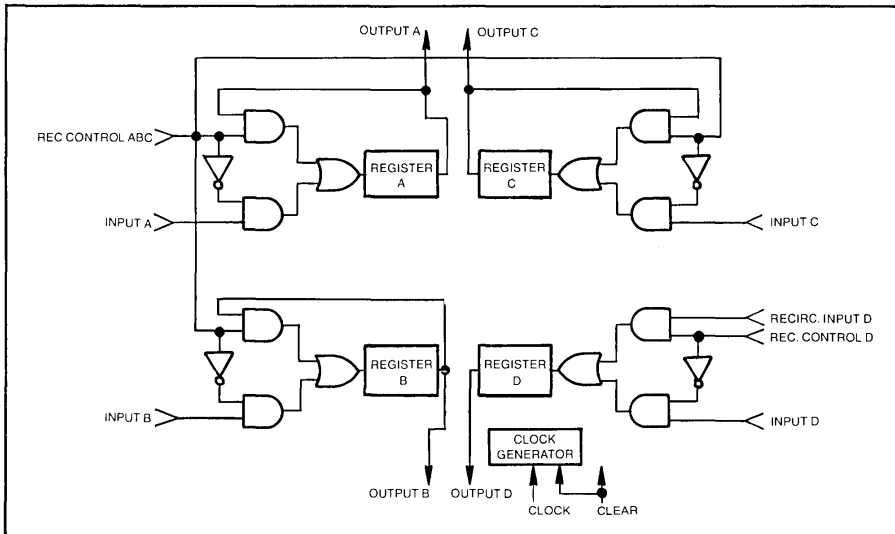 OUTPUT A
OUTPUT C
REC CONTROL ABC
REGISTER
A
REGISTER
C
INPUT A
INPUT C
RECIRC. INPUT D
REC. CONTROL D
REGISTER
B
REGISTER
D
INPUT B
INPUT D
CLOCK
GENERATOR
OUTPUT B
OUTPUT D
CLOCK
CLEAR